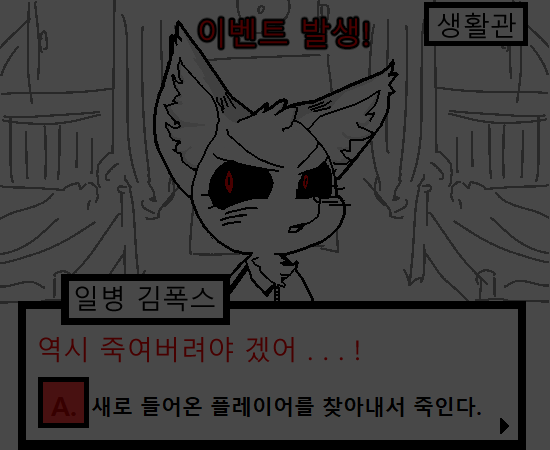 이벤트 발생!
생활관
일병 김폭스
역시 죽여버려야 겠어 . . . !
A. 새로 들어온 플레이어를 찾아내서 죽인다.